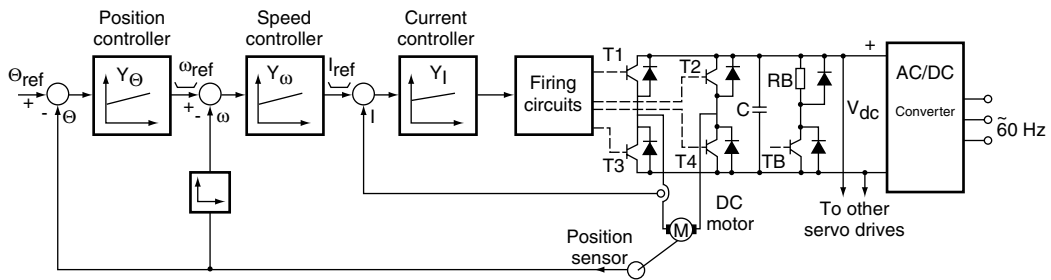 Position controller
Speed controller
Current controller
Θref
+
-
Θ
YΘ
ωref
+
-
ω
Yω
Iref
I
YI
Firing circuits
T1
T2
T3
T4
C
RB
TB
Vdc
+
AC/DC
Converter
~
60 Hz
To other servo drives
DC motor
M
Position sensor